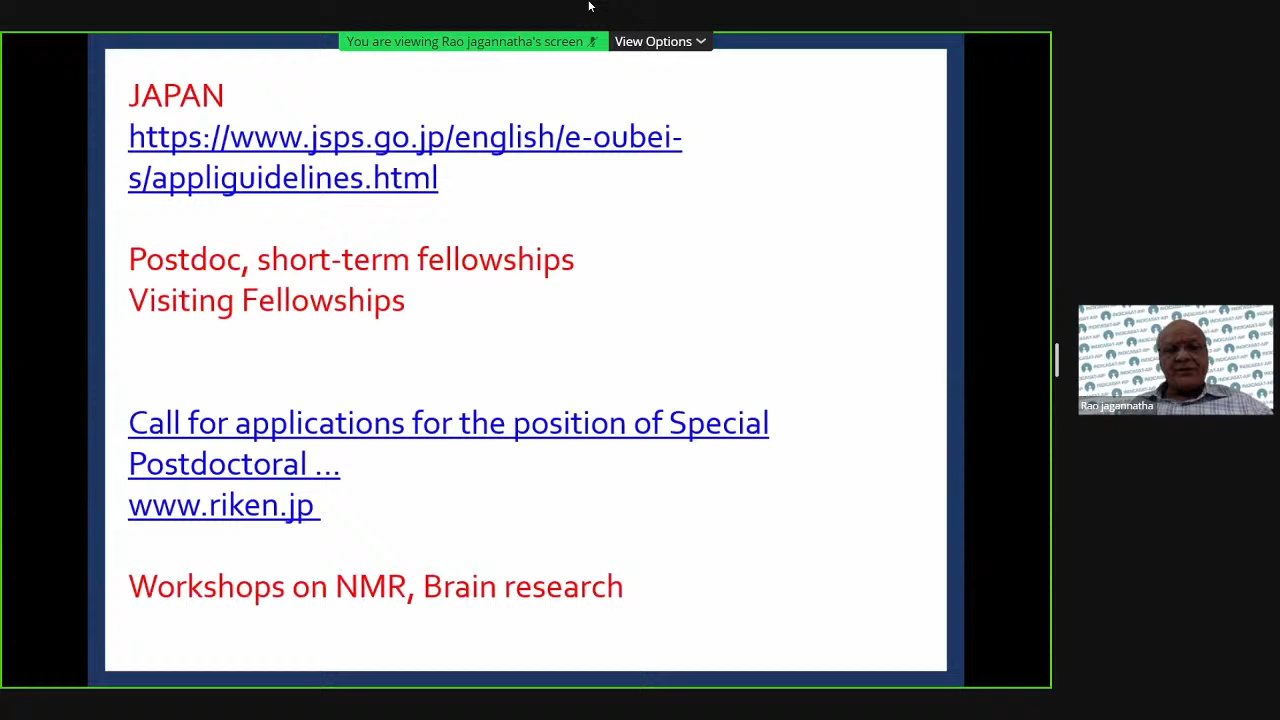 You are viewing Rao jagannatha's screen
View Options
JAPAN
https://www.jsps.go.jp/english/e-oubei-
s/appliguidelines.html
Postdoc, short-term fellowships
Visiting Fellowships
Call for applications for the position of Special
Postdoctoral ...
www.riken.jp
Workshops on NMR, Brain research
INDICASAT-AIP
Rao jagannatha